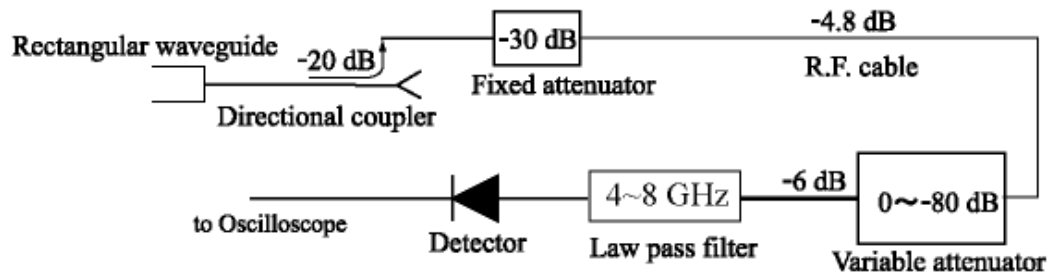 Rectangular waveguide
-20 dB
Directional coupler
-30 dB
Fixed attenuator
-4.8 dB
R.F. cable
to Oscilloscope
Detector
4~8 GHz
Law pass filter
-6 dB
0~-80 dB
Variable attenuator